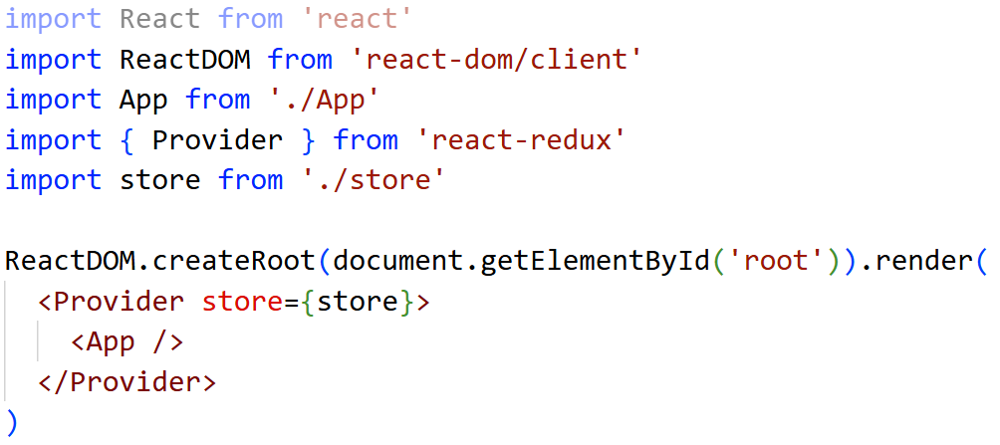 import React from 'react'
import ReactDOM from 'react-dom/client'
import App from './App'
import { Provider } from 'react-redux'
import store from './store'

ReactDOM.createRoot(document.getElementById('root')).render(
  <Provider store={store}>
    <App />
  </Provider>
)